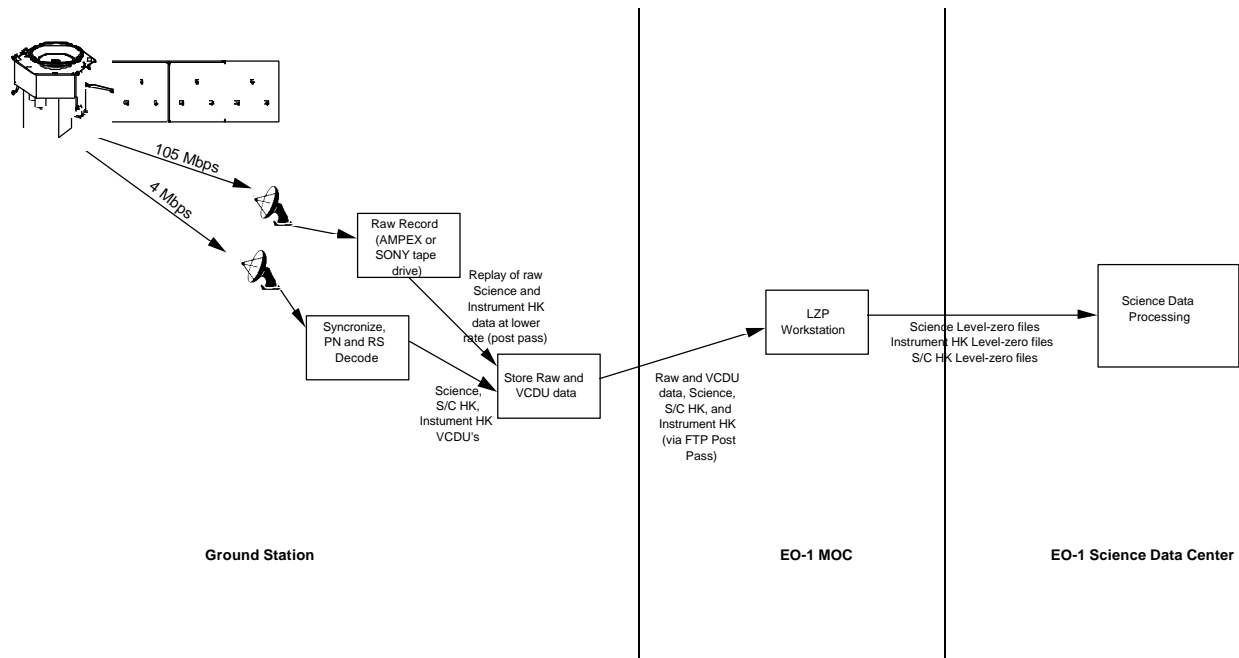 105 Mbps
4 Mbps
Raw Record
(AMPEX or
SONY tape
drive)
Replay of raw
Science and
Instrument HK
data at lower
rate (post pass)
Syncronize,
PN and RS
Decode
Science,
S/C HK,
Instument HK
VCDU's
Store Raw and
VCDU data
Raw and VCDU
data, Science,
S/C HK, and
Instrument HK
(via FTP Post
Pass)
LZP
Workstation
Science Level-zero files
Instrument HK Level-zero files
S/C HK Level-zero files
Science Data
Processing
Ground Station
EO-1 MOC
EO-1 Science Data Center